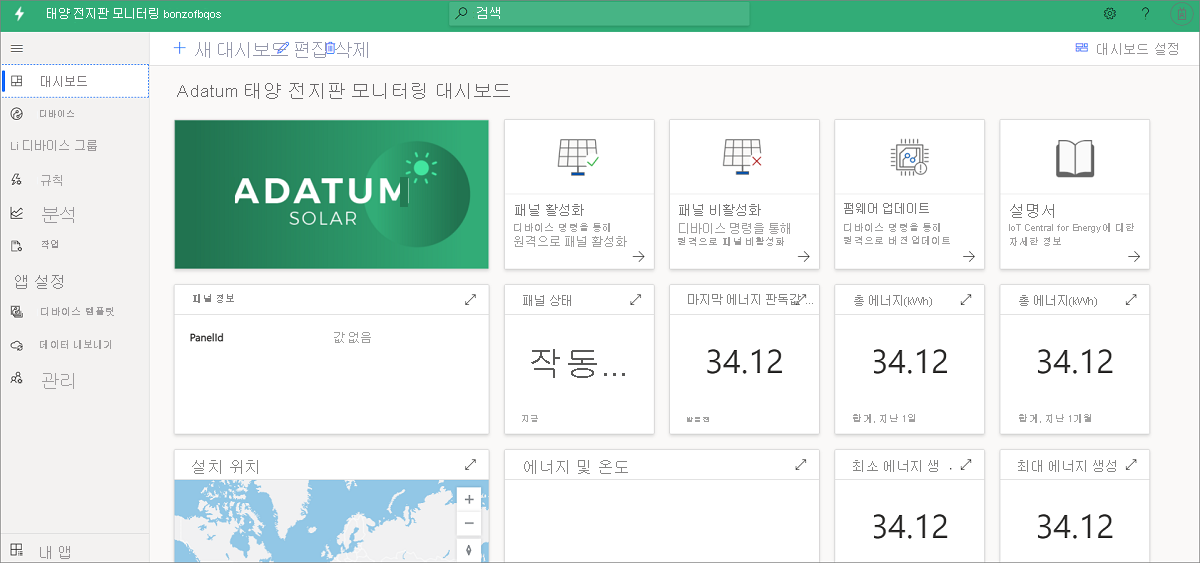 태양 전지판 모니터링 bonzofbqos
검색
?
새 대시보드
편집
삭제
대시보드 설정
대시보드
디바이스
Li 디바이스 그룹
규칙
분석
작업
앱 설정
디바이스 템플릿
데이터 내보내기
관리
내 앱
Adatum 태양 전지판 모니터링 대시보드
ADATUM
SOLAR
패널 활성화
디바이스 명령을 통해
원격으로 패널 활성화
패널 비활성화
디바이스 명령을 통해
원격으로 패널 비활성화
펌웨어 업데이트
디바이스 명령을 통해
원격으로 버전 업데이트
설명서
IoT Central for Energy에 대한
자세한 정보
패널 정보
PanelId
값 없음
패널 상태
작동...
지금
마지막 에너지 판독값...
34.12
총 에너지(kWh)
34.12
합계, 지난 1일
총 에너지(kWh)
34.12
합계, 지난 1개월
설치 위치
에너지 및 온도
최소 에너지 생
34.12
최대 에너지 생성
34.12